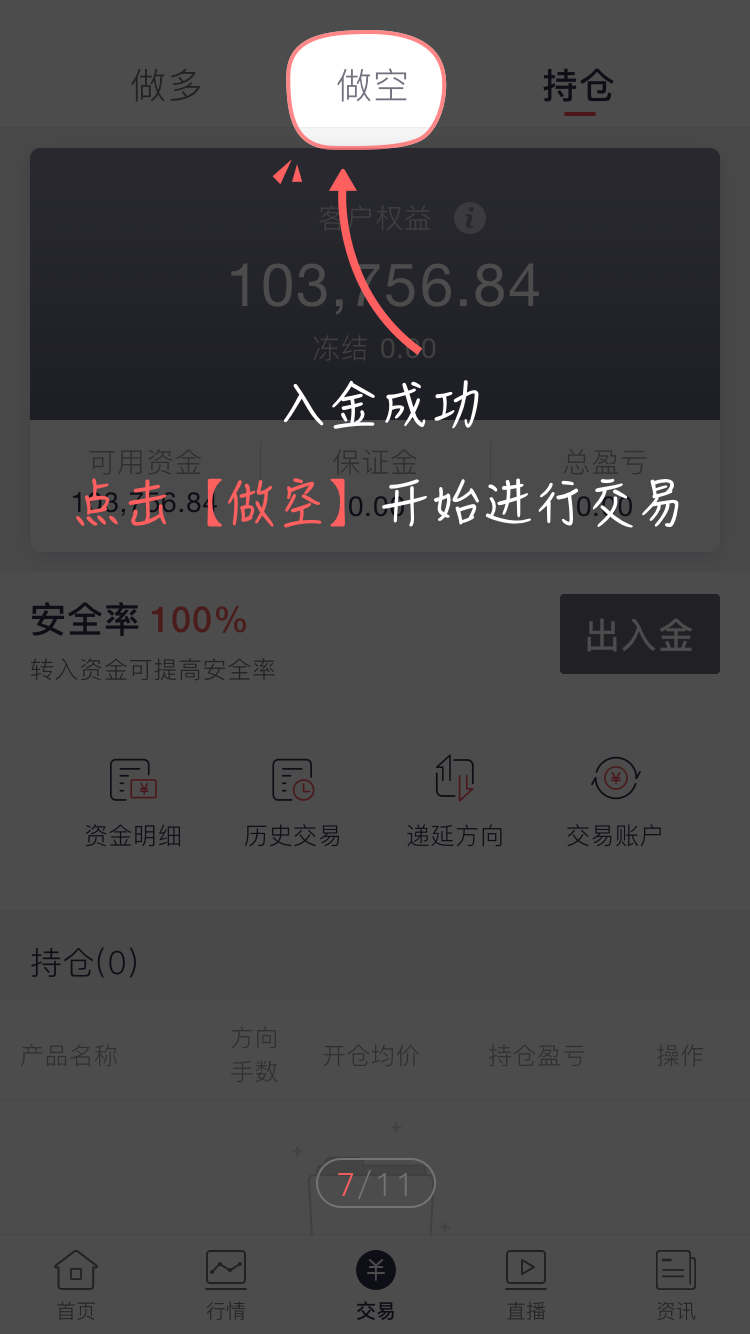 做多 做空 持仓
客户权益 i
103,756.84
冻结 0.00
入金成功
可用资金 保证金 总盈亏
103,756.84 0.00 0.00
点击【做空】开始进行交易
安全率 100%
转入资金可提高安全率
出入金
资金明细 历史交易 递延方向 交易账户
持仓(0)
产品名称 方向 开仓均价 持仓盈亏 操作
手数
7/11
首页 行情 交易 直播 资讯